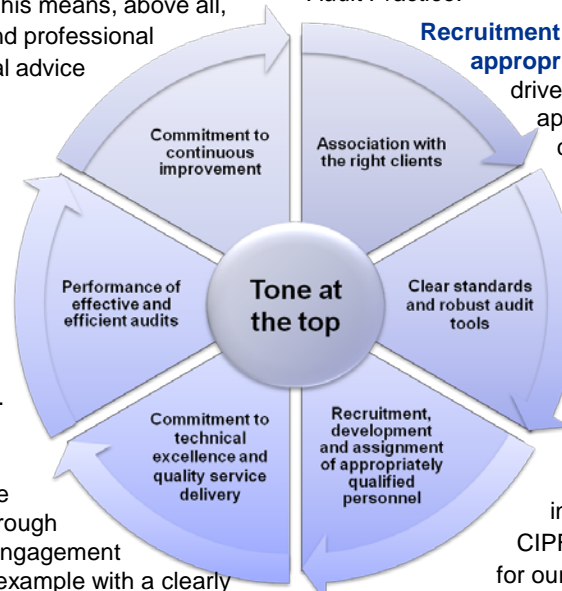 his means, above all,
nd professional
al advice
Audit Practice.
Recruitment
appropr
drive
ap
Commitment to
continuous
improvement
Association with
the right clients
Clear standards
and robust audit
tools
Recruitment,
development
and assignment
of appropriately
qualified
personnel
Commitment to
technical
excellence and
quality service
delivery
Performance of
effective and
efficient audits
Tone at
the top
e
rough
ngagement
example with a clearly
in
CIPF
for our